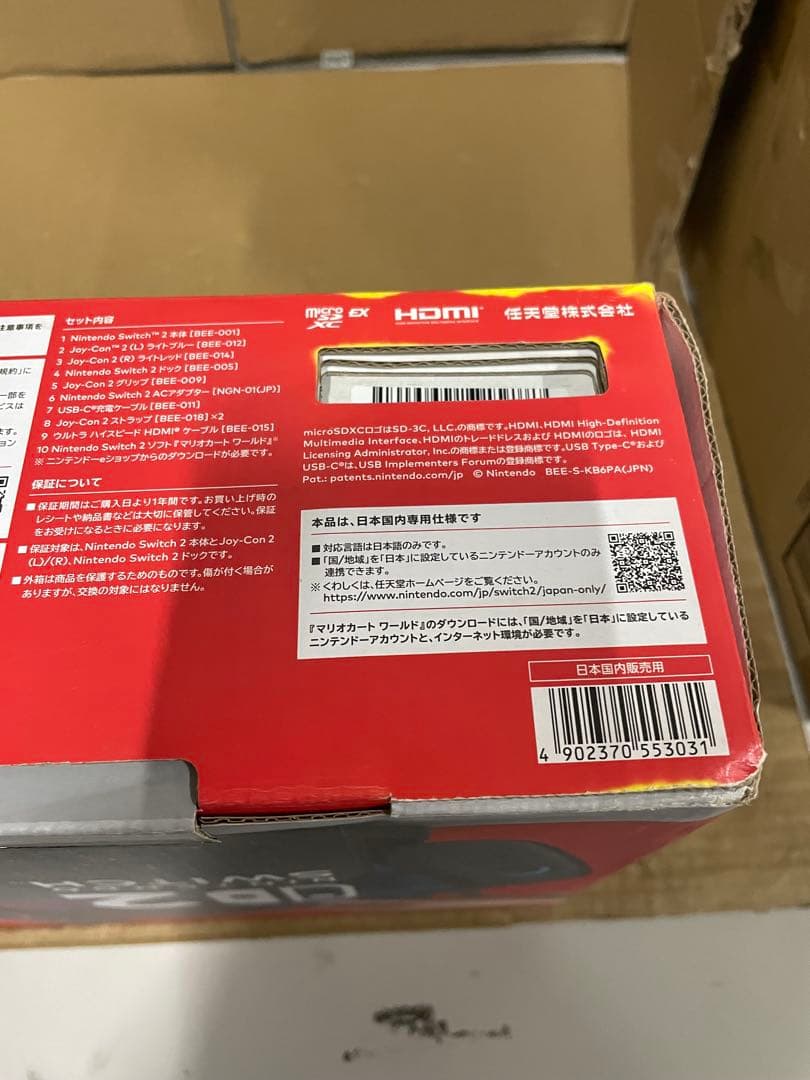 注意事項を
規約」に
一部を
ビスは
ます。
ョン
セット内容
1 Nintendo Switch™ 2 本体 [BEE-001]
2 Joy-Con™ 2 (L) ライトブルー [BEE-012]
3 Joy-Con 2 (R) ライトレッド [BEE-014]
4 Nintendo Switch 2 ドック [BEE-005]
5 Joy-Con 2 グリップ [BEE-009]
6 Nintendo Switch 2 ACアダプター [NGN-01(JP)]
7 USB-C®充電ケーブル [BEE-011]
8 Joy-Con 2 ストラップ [BEE-018]×2
9 ウルトラ ハイスピード HDMI® ケーブル [BEE-015]
10 Nintendo Switch 2 ソフト『マリオカート ワールド』※
※ ニンテンドーeショップからのダウンロードが必要です。
保証について
■ 保証期間はご購入日より1年間です。お買い上げ時の
レシートや納品書などは大切に保管してください。保証
をお受けになるときに必要になります。
■ 保証対象は、Nintendo Switch 2 本体とJoy-Con 2
(L)/(R)、Nintendo Switch 2 ドックです。
■ 外箱は商品を保護するためのものです。傷が付く場合が
ありますが、交換の対象にはなりません。
micro SD XC EX HDMI® 任天堂株式会社
microSDXCロゴはSD-3C, LLC.の商標です。HDMI、HDMI High-Definition
Multimedia Interface、HDMIのトレードドレスおよび HDMIのロゴは、HDMI
Licensing Administrator, Inc.の商標または登録商標です。USB Type-C®および
USB-C®は、USB Implementers Forumの登録商標です。
Pat.: patents.nintendo.com/jp © Nintendo BEE-S-KB6PA(JPN)
本品は、日本国内専用仕様です
■ 対応言語は日本語のみです。
■ 「国/地域」を「日本」に設定しているニンテンドーアカウントのみ
連携できます。
※ くわしくは、任天堂ホームページをご覧ください。
https://www.nintendo.com/jp/switch2/japan-only/
『マリオカート ワールド』のダウンロードには、「国/地域」を「日本」に設定している
ニンテンドーアカウントと、インターネット環境が必要です。
日本国内販売用
4 902370 553031
SWITCH
2